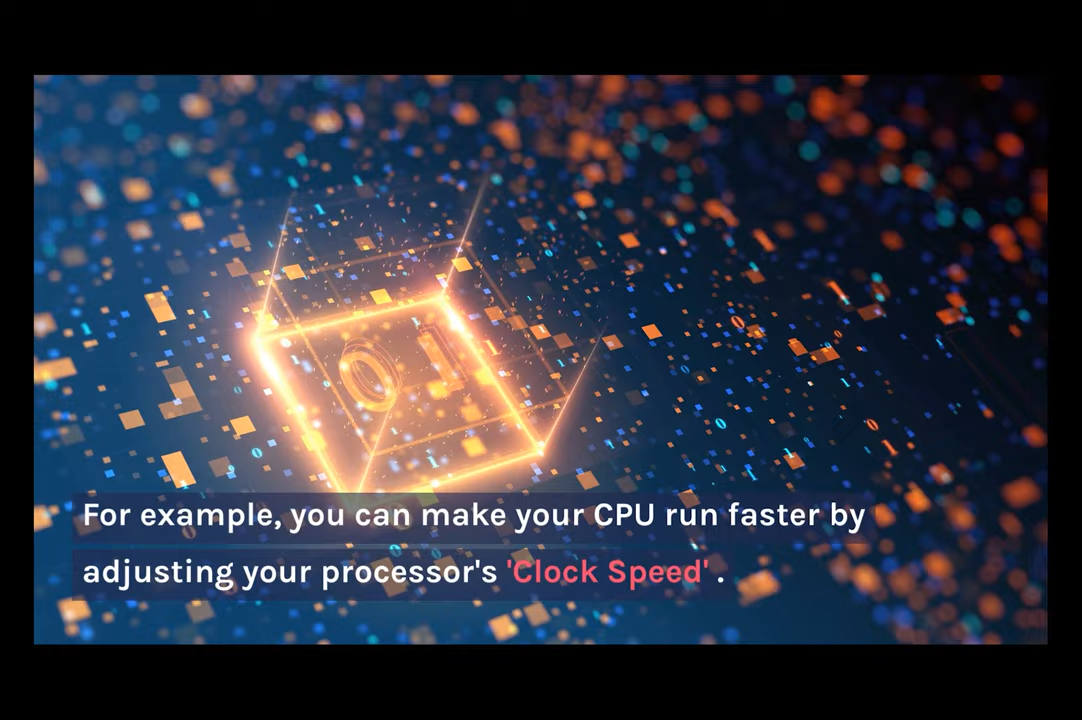 For example, you can make your CPU run faster by
adjusting your processor's 'Clock Speed' .